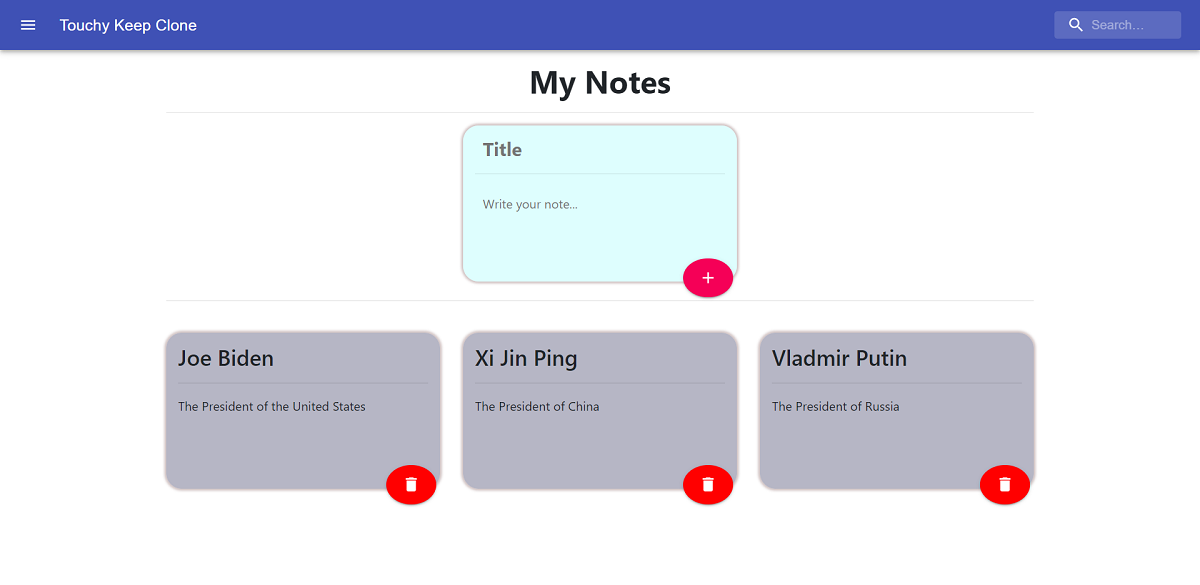 Touchy Keep Clone
Search...
My Notes
Title
Write your note...
Joe Biden
The President of the United States
Xi Jin Ping
The President of China
Vladmir Putin
The President of Russia